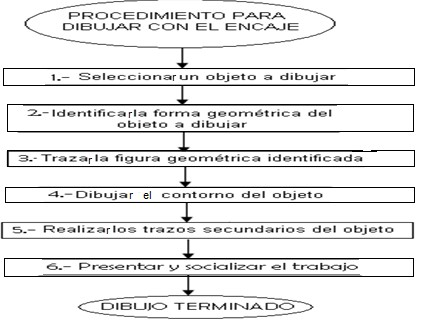 PROCEDIMIENTO PARA
DIBUJAR CON EL ENCAJE
1.- Seleccionar un objeto a dibujar
2.-Identificar la forma geométrica del
objeto a dibujar
3.-Trazar la figura geométrica identificada
4.-Dibujar el contorno del objeto
5.- Realizar los trazos secundarios del objeto
6.- Presentar y socializar el trabajo
DIBUJO TERMINADO